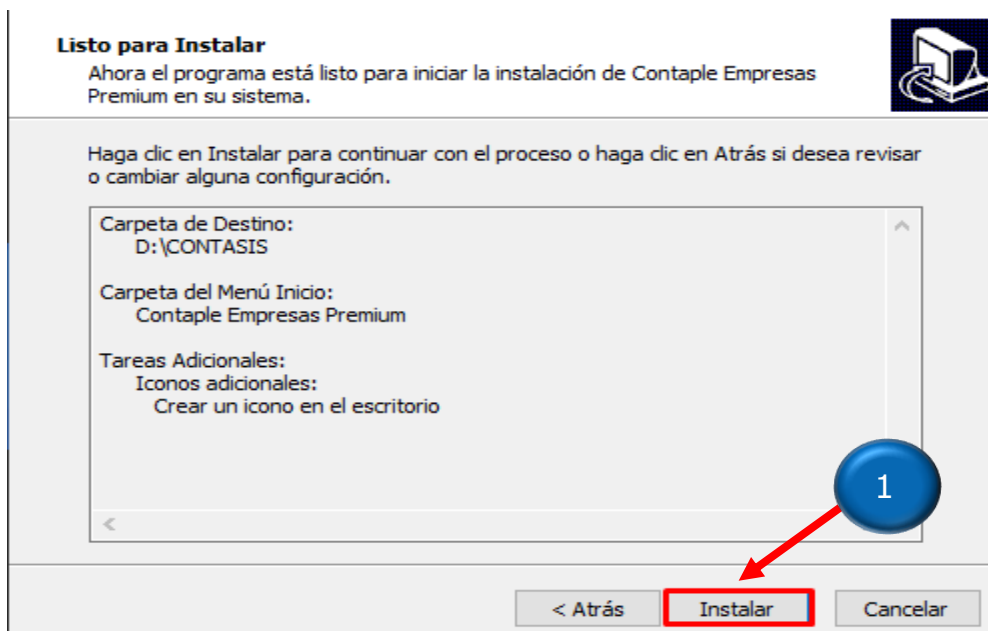 Listo para Instalar
Ahora el programa está listo para iniciar la instalación de Contaple Empresas
Premium en su sistema.
Haga clic en Instalar para continuar con el proceso o haga clic en Atrás si desea revisar
o cambiar alguna configuración.
Carpeta de Destino:
D:\CONTASIS
Carpeta del Menú Inicio:
Contaple Empresas Premium
Tareas Adicionales:
Iconos adicionales:
Crear un icono en el escritorio
1
< Atrás Instalar Cancelar